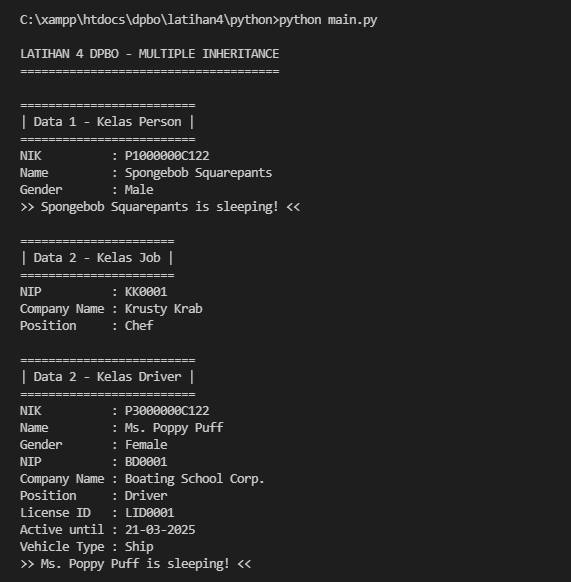 C:\xampp\htdocs\dpbo\latihan4\python>python main.py
LATIHAN 4 DPBO - MULTIPLE INHERITANCE
=====================================
=========================
| Data 1 - Kelas Person |
=========================
NIK          : P1000000C122
Name         : Spongebob Squarepants
Gender       : Male
>> Spongebob Squarepants is sleeping! <<
======================
| Data 2 - Kelas Job |
======================
NIP          : KK0001
Company Name : Krusty Krab
Position     : Chef
=========================
| Data 2 - Kelas Driver |
=========================
NIK          : P3000000C122
Name         : Ms. Poppy Puff
Gender       : Female
NIP          : BD0001
Company Name : Boating School Corp.
Position     : Driver
License ID   : LID0001
Active until : 21-03-2025
Vehicle Type : Ship
>> Ms. Poppy Puff is sleeping! <<